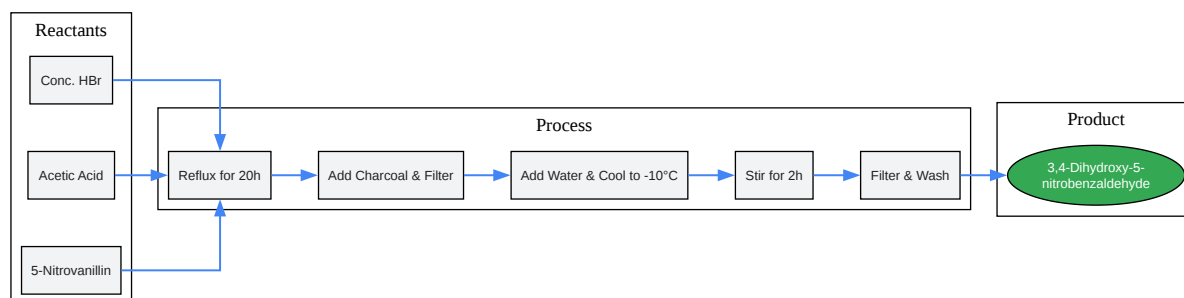 Reactants
Conc. HBr
Acetic Acid
5-Nitrovanillin
Process
Reflux for 20h
Add Charcoal & Filter
Add Water & Cool to -10°C
Stir for 2h
Filter & Wash
Product
3,4-Dihydroxy-5-
nitrobenzaldehyde